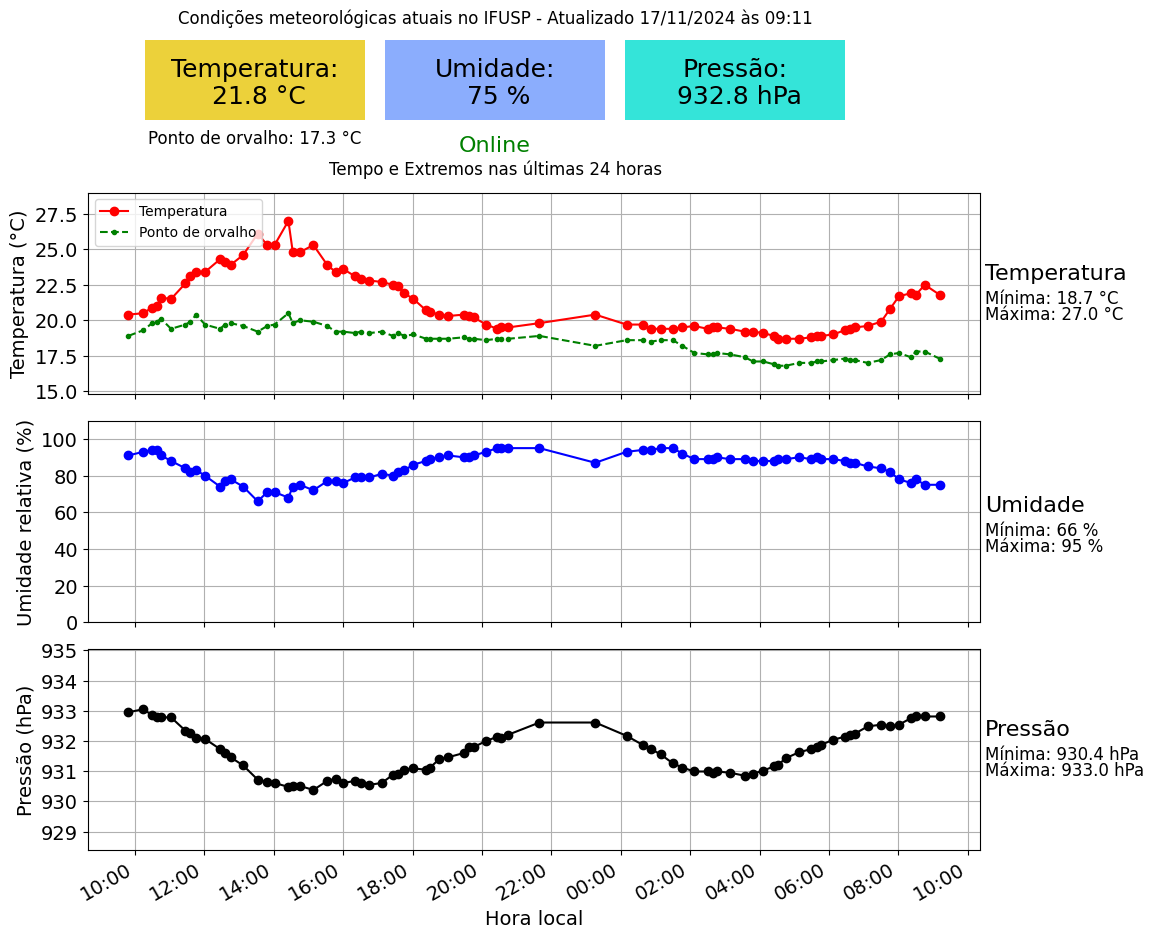 Condições meteorológicas atuais no IFUSP - Atualizado 17/11/2024 às 09:11
Temperatura:
21.8 °C
Umidade:
75 %
Pressão:
932.8 hPa
Ponto de orvalho: 17.3 °C
Online
Tempo e Extremos nas últimas 24 horas
Temperatura (°C)
27.5
25.0
22.5
20.0
17.5
15.0
Temperatura
Ponto de orvalho
Temperatura
Mínima: 18.7 °C
Máxima: 27.0 °C
Umidade relativa (%)
100
80
60
40
20
0
Umidade
Mínima: 66 %
Máxima: 95 %
Pressão (hPa)
935
934
933
932
931
930
929
Pressão
Mínima: 930.4 hPa
Máxima: 933.0 hPa
10:00 12:00 14:00 16:00 18:00 20:00 22:00 00:00 02:00 04:00 06:00 08:00 10:00
Hora local